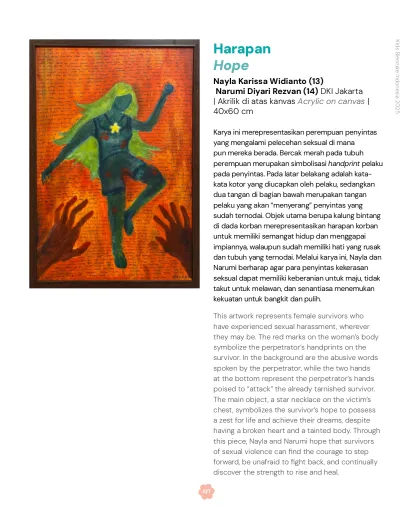 Harapan
Hope
Nayla Karissa Widianto (13)
Narumi Diyari Rezvan (14) DKI Jakarta
| Akrilik di atas kanvas Acrylic on canvas |
40x60 cm
Karya ini merepresentasikan perempuan penyintas
yang mengalami pelecehan seksual di mana
pun mereka berada. Bercak merah pada tubuh
perempuan merupakan simbolisasi handprint pelaku
pada penyintas. Pada latar belakang adalah kata-
kata kotor yang diucapkan oleh pelaku, sedangkan
dua tangan di bagian bawah merupakan tangan
pelaku yang akan “menyerang” penyintas yang
sudah ternodai. Objek utama berupa kalung bintang
di dada korban merepresentasikan harapan korban
untuk memiliki semangat hidup dan menggapai
impiannya, walaupun sudah memiliki hati yang rusak
dan tubuh yang ternodai. Melalui karya ini, Nayla dan
Narumi berharap agar para penyintas kekerasan
seksual dapat memiliki keberanian untuk maju, tidak
takut untuk melawan, dan senantiasa menemukan
kekuatan untuk bangkit dan pulih.
This artwork represents female survivors who
have experienced sexual harassment, wherever
they may be. The red marks on the woman’s body
symbolize the perpetrator’s handprints on the
survivor. In the background are the abusive words
spoken by the perpetrator, while the two hands
at the bottom represent the perpetrator’s hands
poised to “attack” the already tarnished survivor.
The main object, a star necklace on the victim’s
chest, symbolizes the survivor’s hope to possess
a zest for life and achieve their dreams, despite
having a broken heart and a tainted body. Through
this piece, Nayla and Narumi hope that survivors
of sexual violence can find the courage to step
forward, be unafraid to fight back, and continually
discover the strength to rise and heal.
Kids Biennale Indonesia 2025